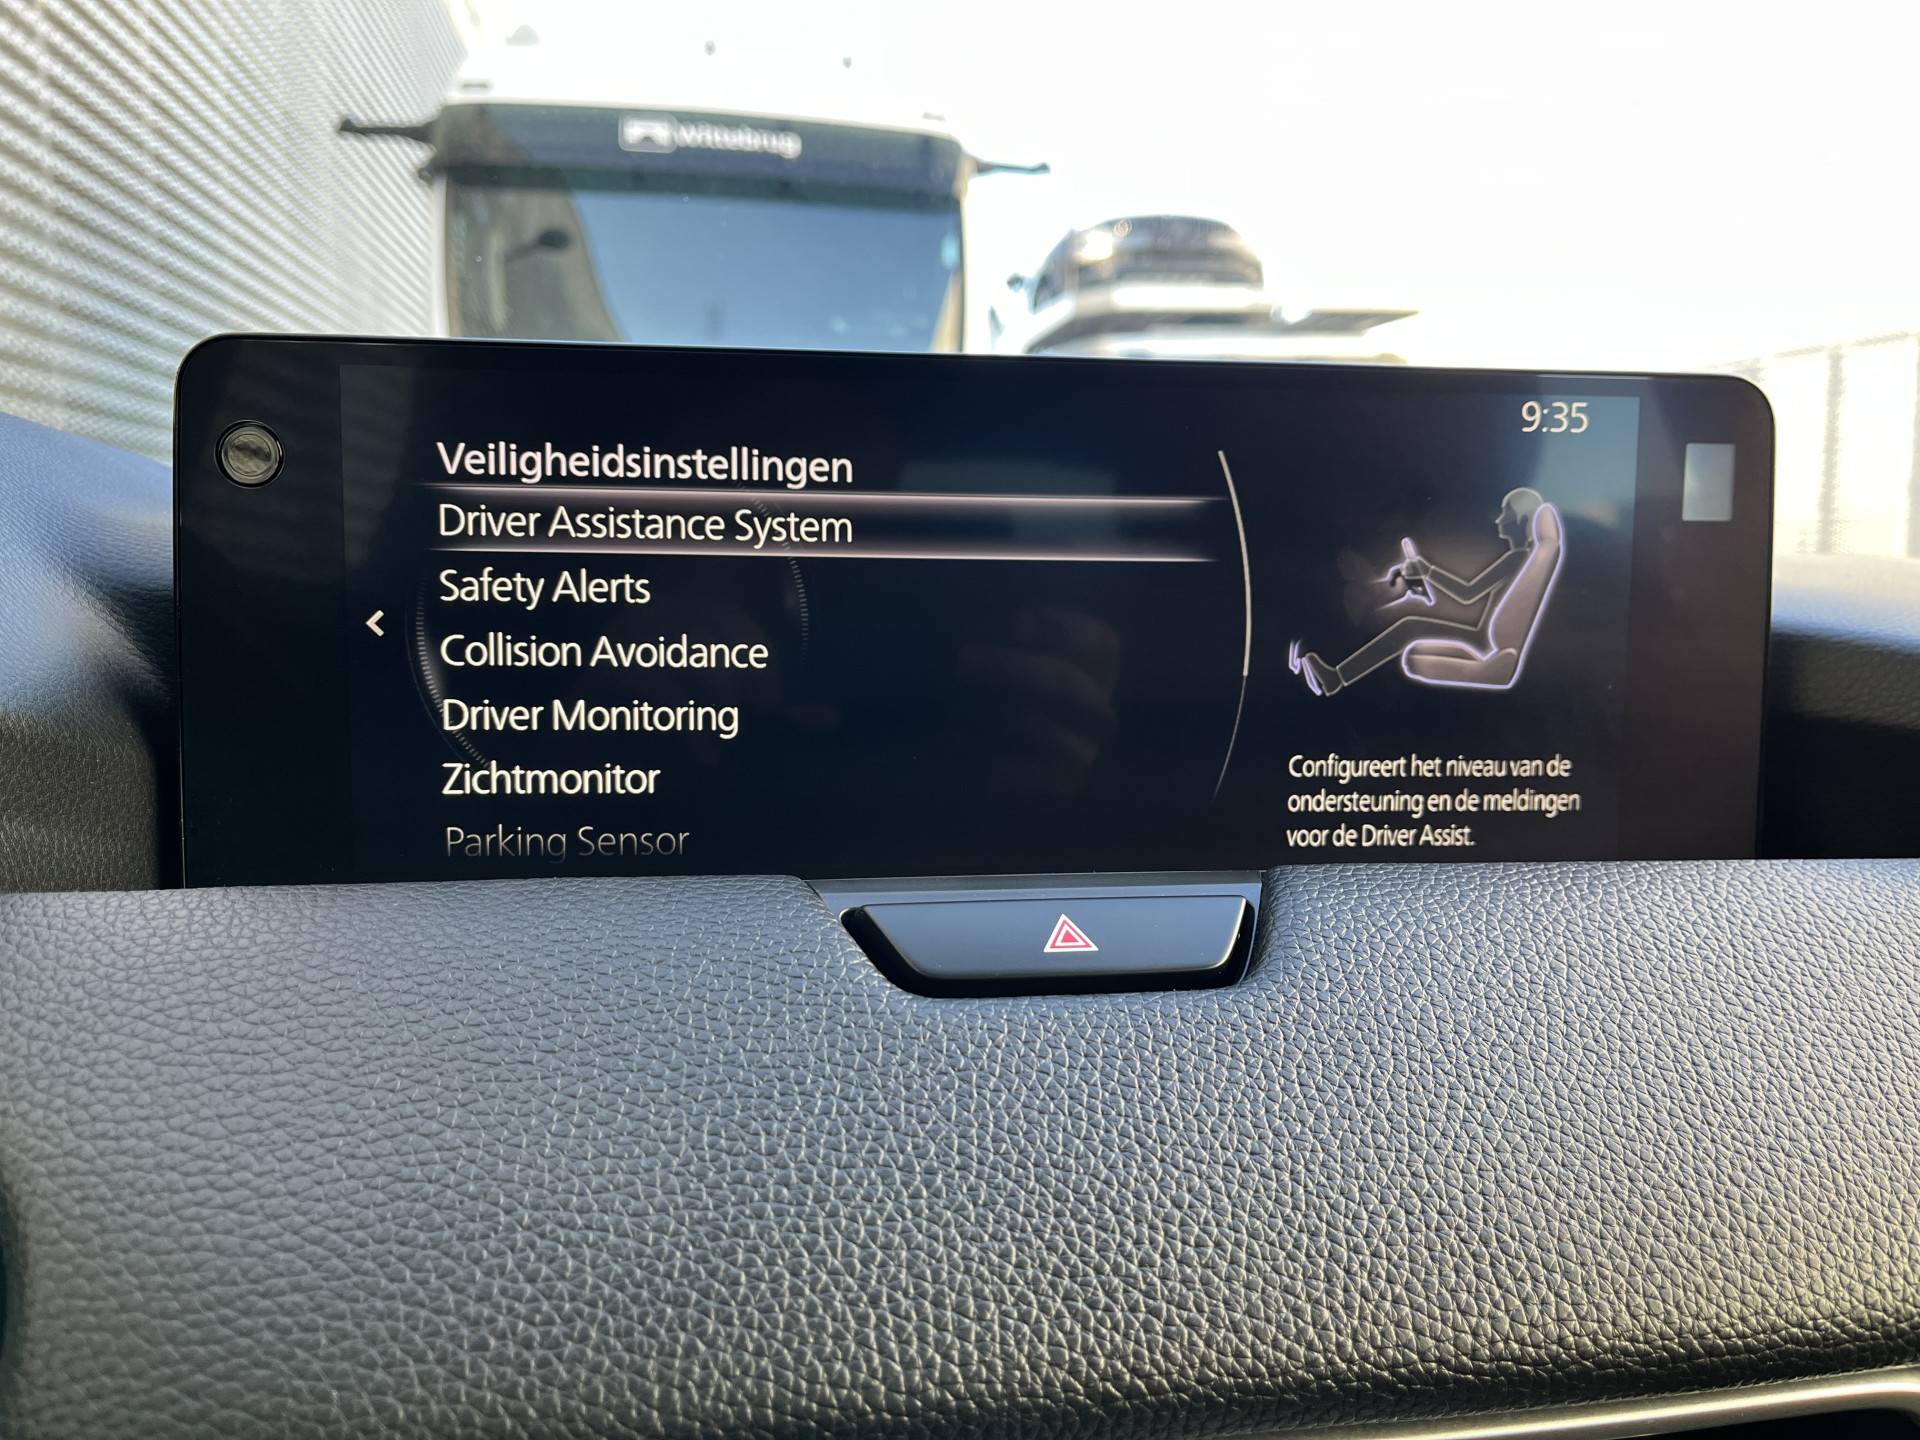 Wittebrug
9:35
Veiligheidsinstellingen
Driver Assistance System
Safety Alerts
Collision Avoidance
Driver Monitoring
Zichtmonitor
Parking Sensor
Configureert het niveau van de
ondersteuning en de meldingen
voor de Driver Assist.